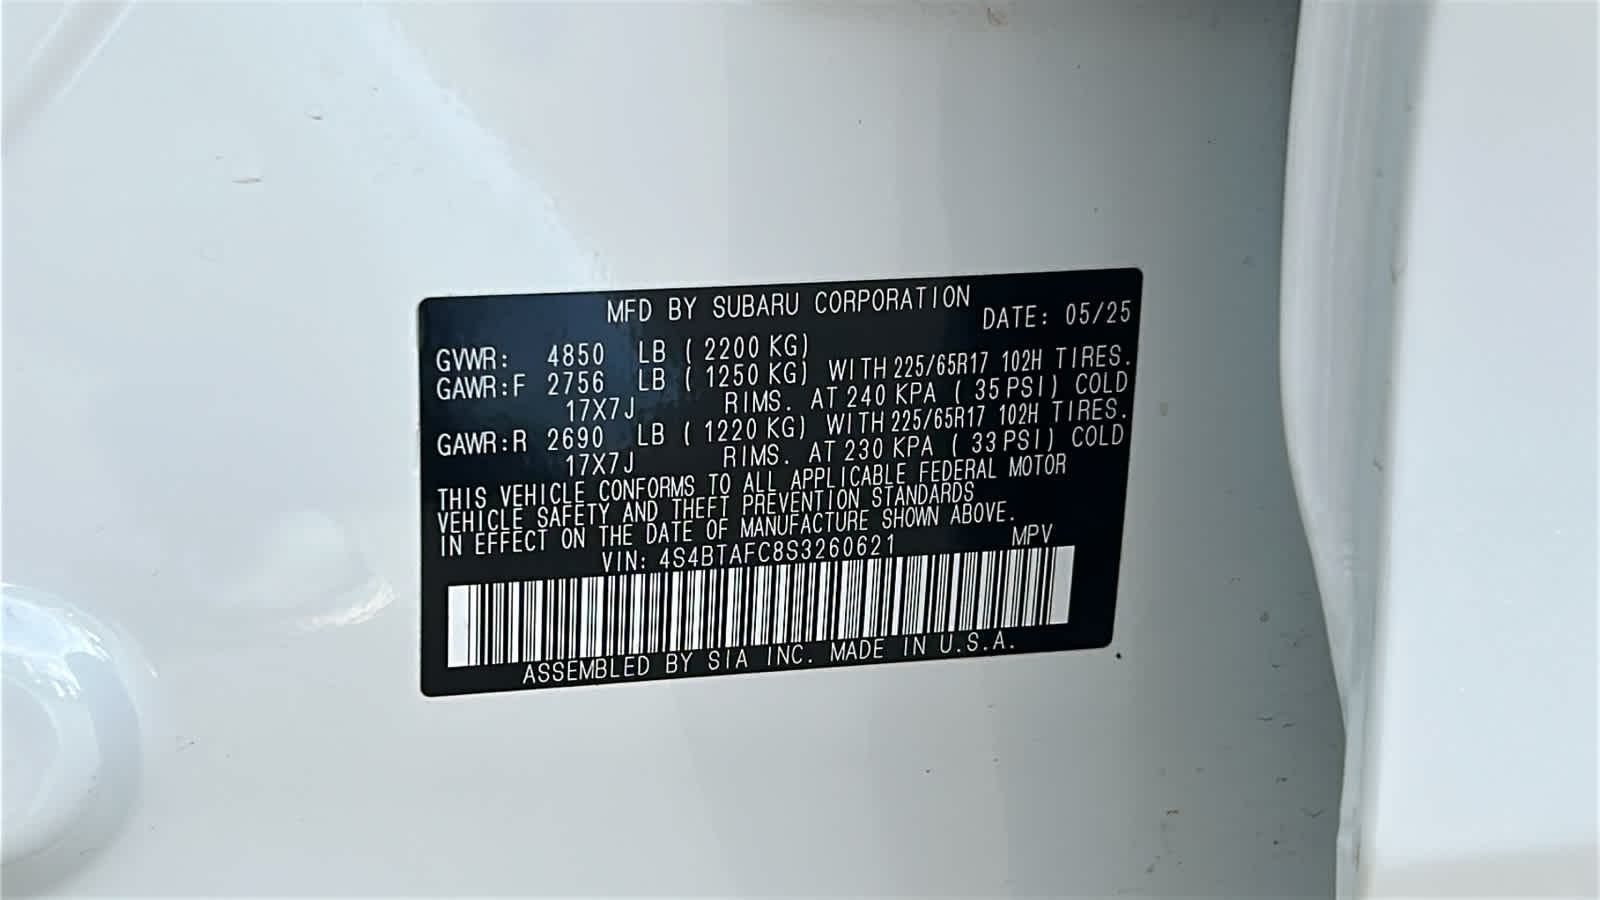 MFD BY SUBARU CORPORATION DATE: 05/25
GVWR: 4850 LB ( 2200 KG)
GAWR:F 2756 LB ( 1250 KG) WITH 225/65R17 102H TIRES.
17X7J RIMS. AT 240 KPA ( 35 PSI) COLD
GAWR:R 2690 LB ( 1220 KG) WITH 225/65R17 102H TIRES.
17X7J RIMS. AT 230 KPA ( 33 PSI) COLD
THIS VEHICLE CONFORMS TO ALL APPLICABLE FEDERAL MOTOR
VEHICLE SAFETY AND THEFT PREVENTION STANDARDS
IN EFFECT ON THE DATE OF MANUFACTURE SHOWN ABOVE.
VIN: 4S4BTAFC8S3260621 MPV
ASSEMBLED BY SIA INC. MADE IN U.S.A.